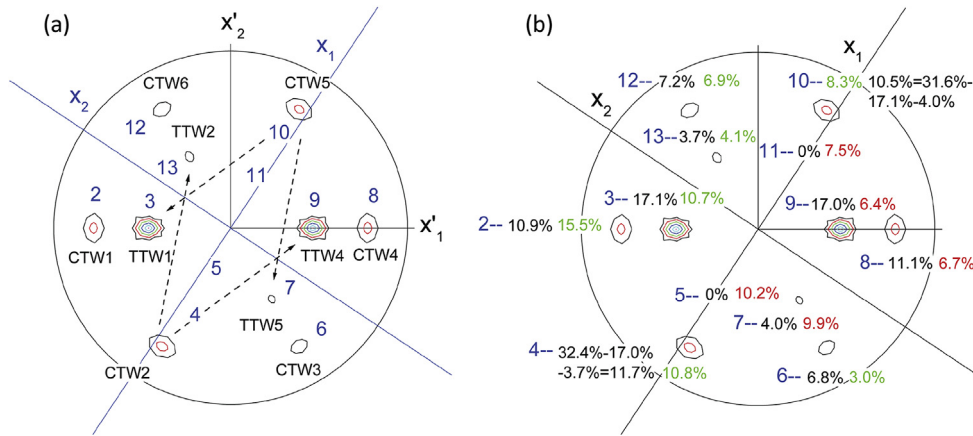 (a)
x'2
x1
CTW6
CTW5
x2
12
TTW2
10
13
11
2
3
9
8
x'1
CTW1
TTW1
TTW4
CTW4
5
7
4
TTW5
6
CTW2
CTW3
(b)
x1
12-- 7.2% 6.9%
10-- 8.3% 10.5%=31.6%-
17.1%-4.0%
x2
13-- 3.7% 4.1%
11-- 0% 7.5%
3-- 17.1% 10.7%
9-- 17.0% 6.4%
2-- 10.9% 15.5%
8-- 11.1% 6.7%
5-- 0% 10.2%
7-- 4.0% 9.9%
4-- 32.4%-17.0%
-3.7%=11.7% 10.8%
6-- 6.8% 3.0%